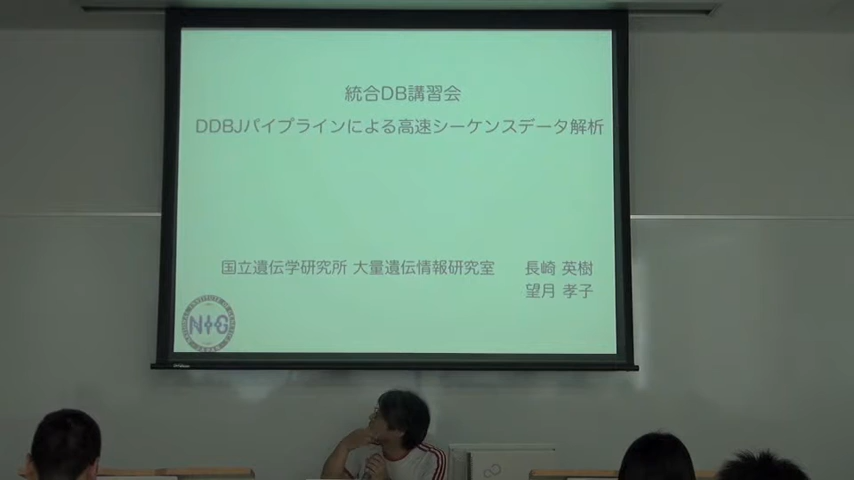 統合DB講習会
DDBJパイプラインによる高速シーケンスデータ解析
国立遺伝学研究所 大量遺伝情報研究室 長崎 英樹
望月 孝子
NIG